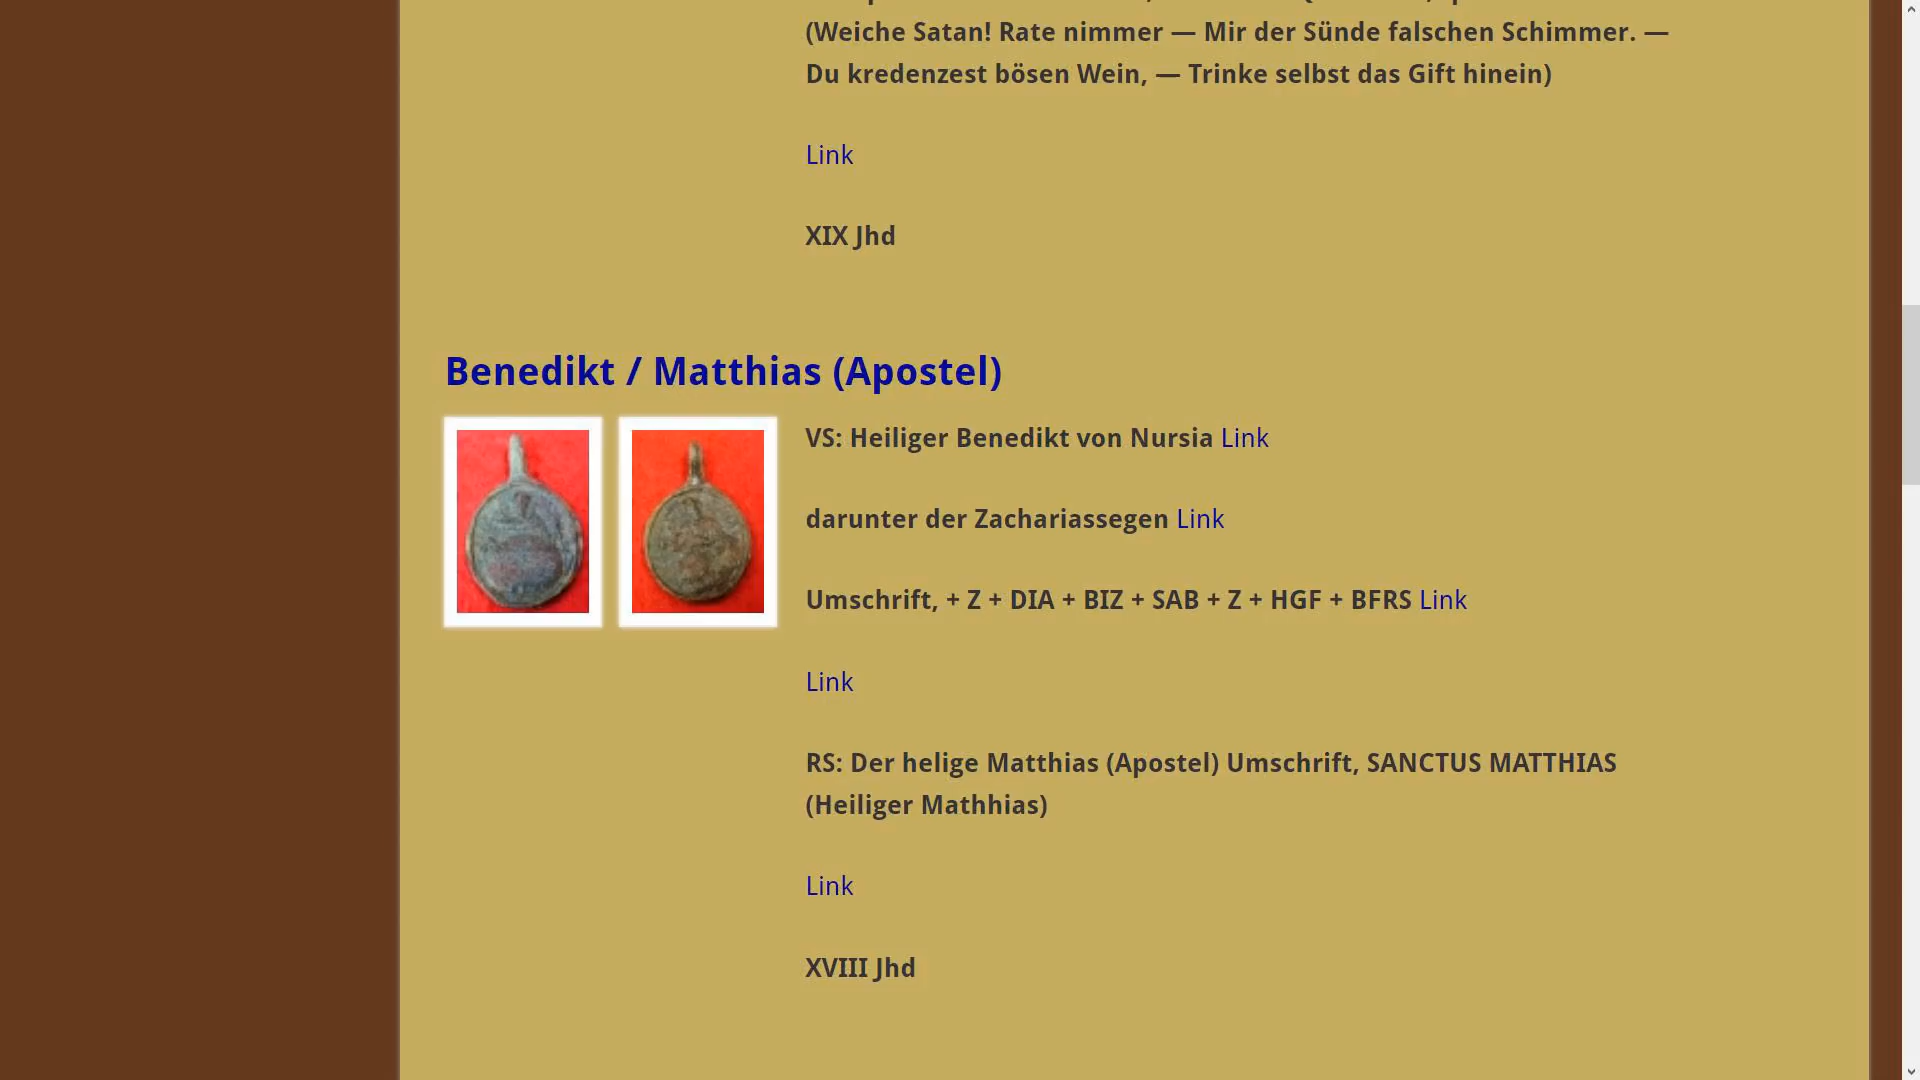 (Weiche Satan! Rate nimmer — Mir der Sünde falschen Schimmer. —
Du kredenzest bösen Wein, — Trinke selbst das Gift hinein)
Link
XIX Jhd
Benedikt / Matthias (Apostel)
VS: Heiliger Benedikt von Nursia Link
darunter der Zachariassegen Link
Umschrift, + Z + DIA + BIZ + SAB + Z + HGF + BFRS Link
Link
RS: Der helige Matthias (Apostel) Umschrift, SANCTUS MATTHIAS
(Heiliger Mathhias)
Link
XVIII Jhd